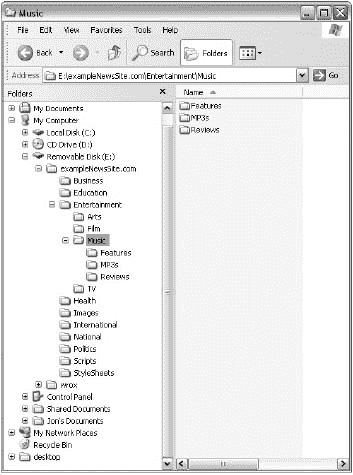 Music
File Edit View Favorites Tools Help
Back Search Folders
Address E:\exampleNewsSite.com\Entertainment\Music Go
Folders
Name
My Documents
My Computer
Local Disk (C:)
CD Drive (D:)
Removable Disk (E:)
exampleNewsSite.com
Business
Education
Entertainment
Arts
Film
Music
Features
MP3s
Reviews
TV
Health
Images
International
National
Politics
Scripts
StyleSheets
wrox
Control Panel
Shared Documents
Jon's Documents
My Network Places
Recycle Bin
desktop
Features
MP3s
Reviews